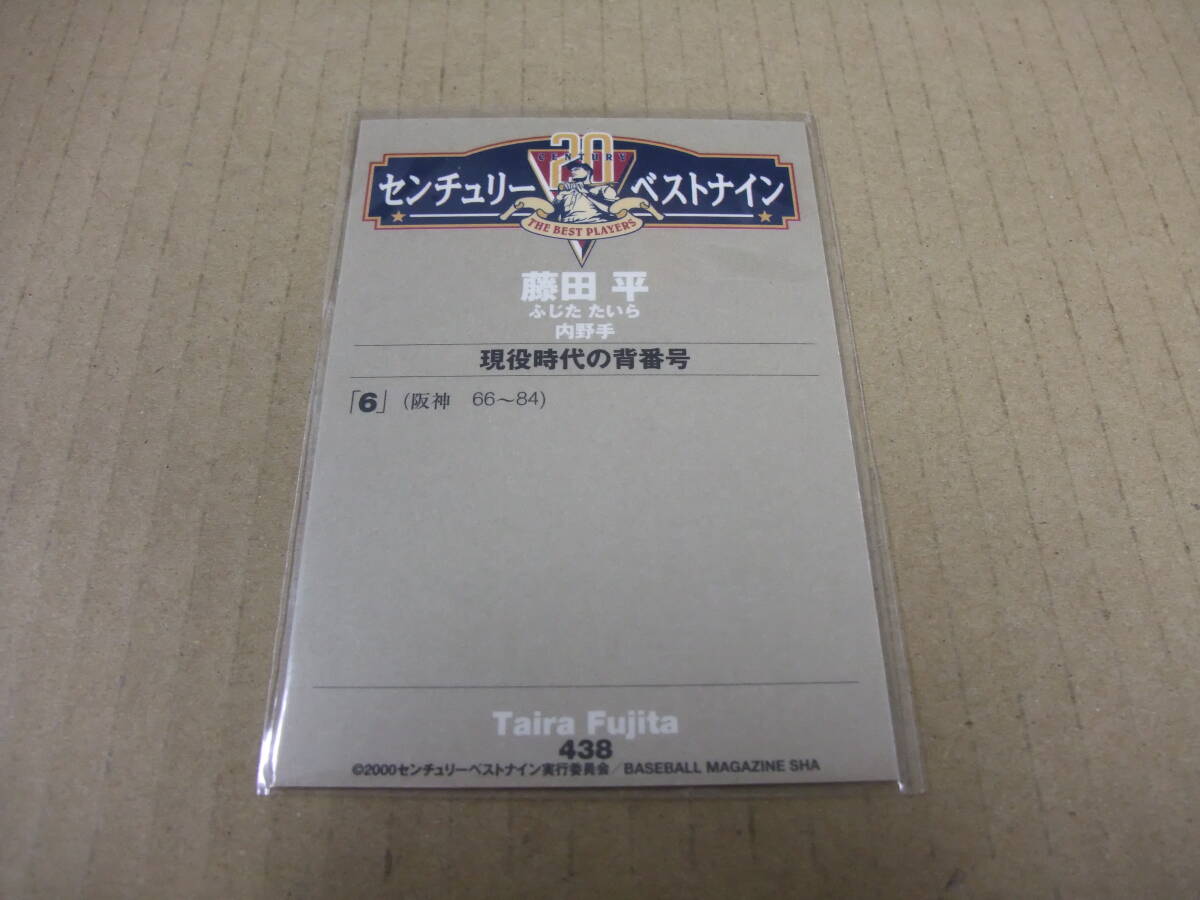 20
CENTURY
センチュリー ベストナイン
THE BEST PLAYERS
藤田 平
ふじた たいら
内野手
現役時代の背番号
「6」(阪神 66〜84)
Taira Fujita
438
©2000センチュリーベストナイン実行委員会/BASEBALL MAGAZINE SHA